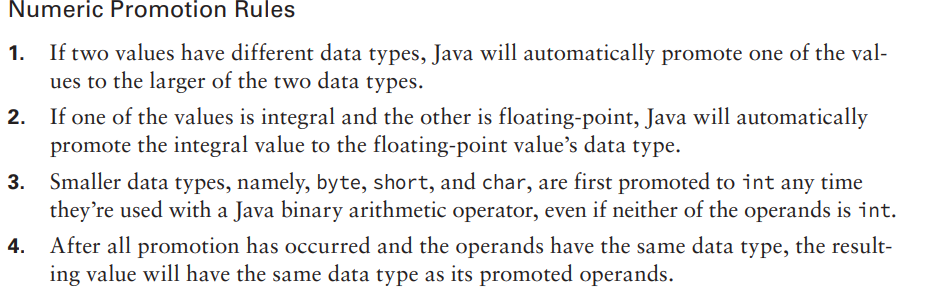 Numeric Promotion Rules
1. If two values have different data types, Java will automatically promote one of the val-
ues to the larger of the two data types.
2. If one of the values is integral and the other is floating-point, Java will automatically
promote the integral value to the floating-point value’s data type.
3. Smaller data types, namely, byte, short, and char, are first promoted to int any time
they’re used with a Java binary arithmetic operator, even if neither of the operands is int.
4. After all promotion has occurred and the operands have the same data type, the result-
ing value will have the same data type as its promoted operands.